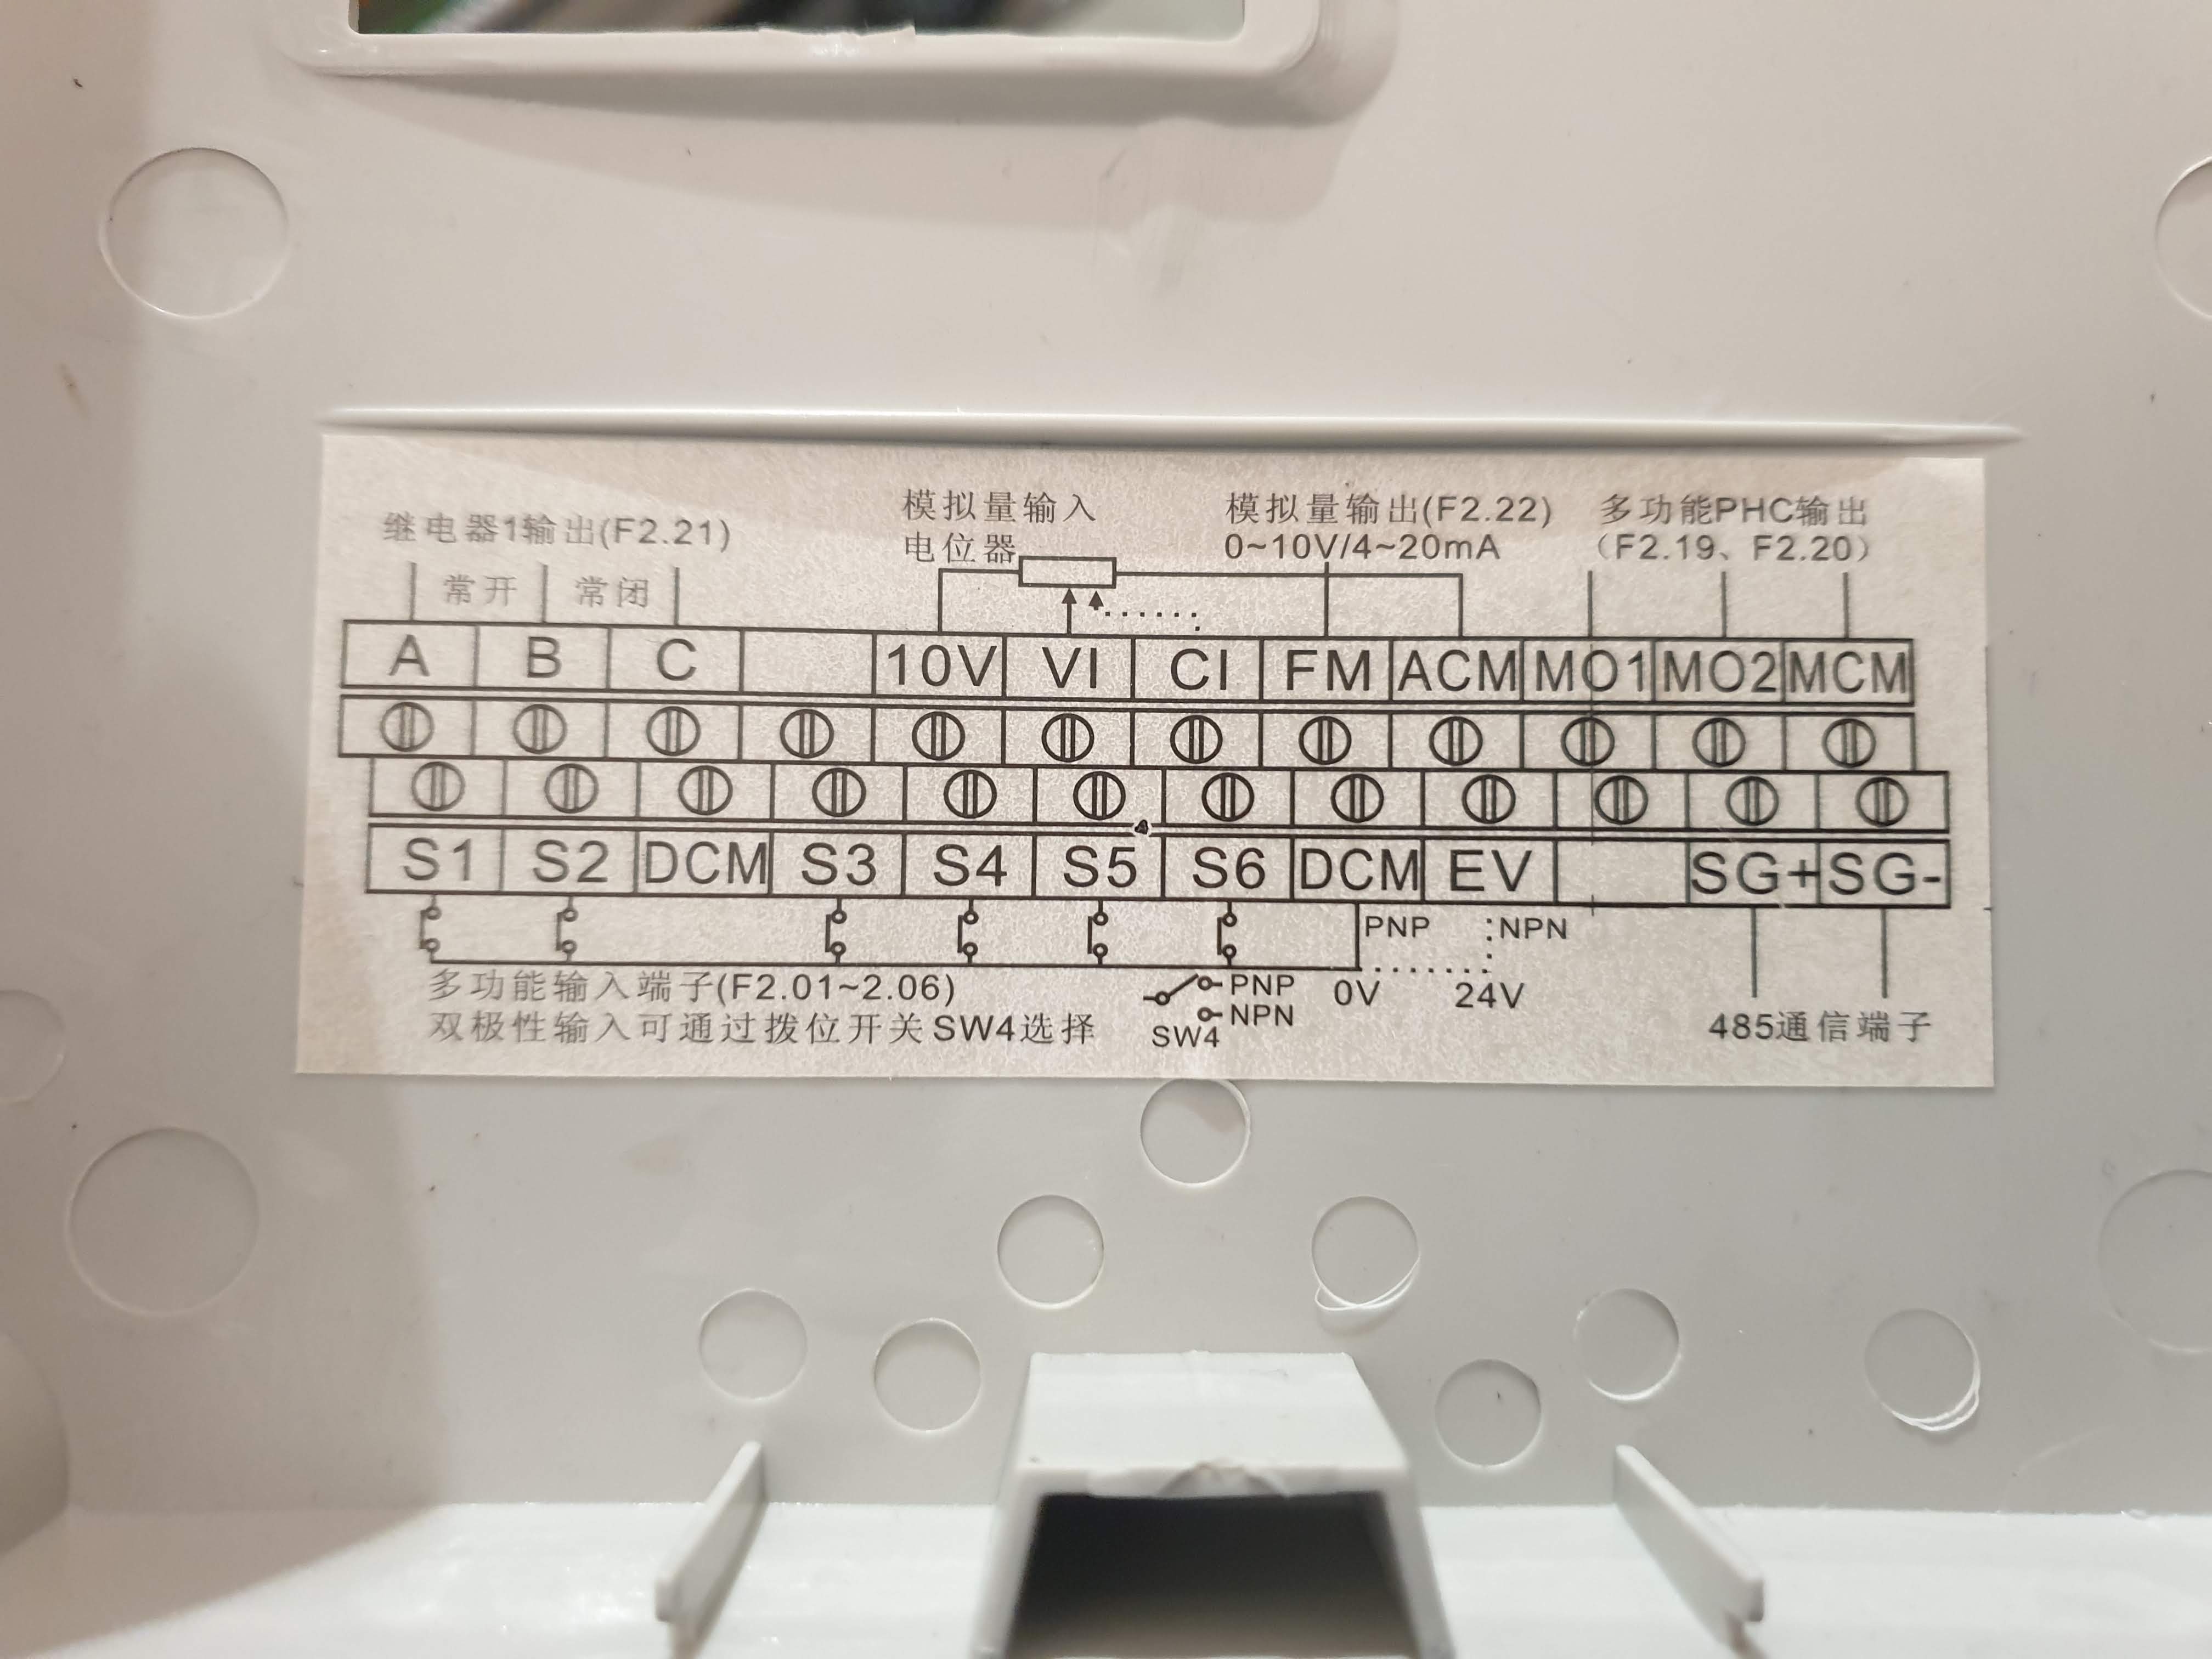 继电器1输出(F2.21)
常开 常闭
模拟量输入
电位器
模拟量输出(F2.22)
0~10V/4~20mA
多功能PHC输出
（F2.19、F2.20）
A B C 10V VI CI FM ACM MO1 MO2 MCM
S1 S2 DCM S3 S4 S5 S6 DCM EV SG+ SG-
PNP NPN
多功能输入端子(F2.01~2.06)
双极性输入可通过拨位开关SW4选择
PNP
NPN
SW4
0V 24V
485通信端子